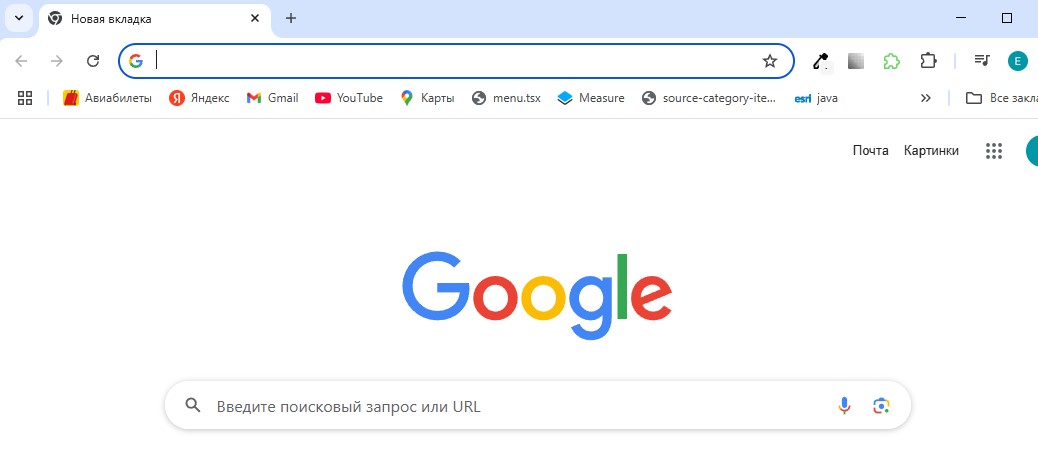 Новая вкладка
Авиабилеты Яндекс Gmail YouTube Карты menu.tsx Measure source-category-ite... esri java Все закла
E
Почта Картинки
Google
Введите поисковый запрос или URL